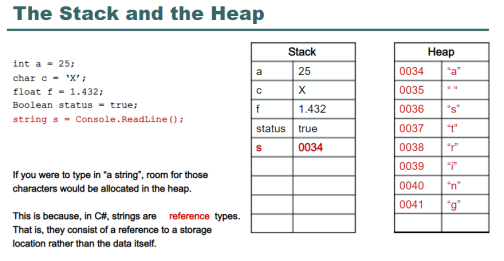 The Stack and the Heap
int a = 25;
char c = ‘X’;
float f = 1.432;
Boolean status = true;
string s = Console.ReadLine();
If you were to type in “a string”, room for those
characters would be allocated in the heap.
This is because, in C#, strings are reference types.
That is, they consist of a reference to a storage
location rather than the data itself.
Stack
a 25
c X
f 1.432
status true
s 0034
Heap
0034 “a”
0035 “ “
0036 “s”
0037 “t”
0038 “r”
0039 “i”
0040 “n”
0041 “g”